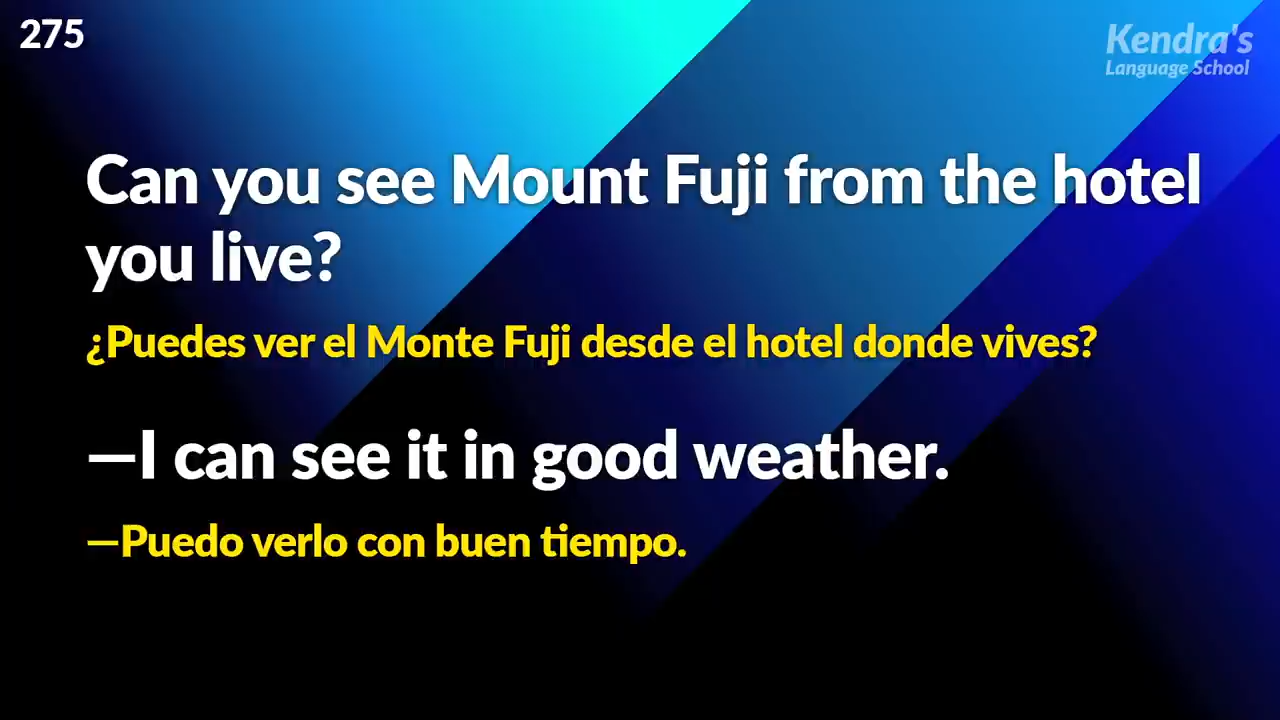 275
Kendra's
Language School
Can you see Mount Fuji from the hotel
you live?
¿Puedes ver el Monte Fuji desde el hotel donde vives?
—I can see it in good weather.
—Puedo verlo con buen tiempo.